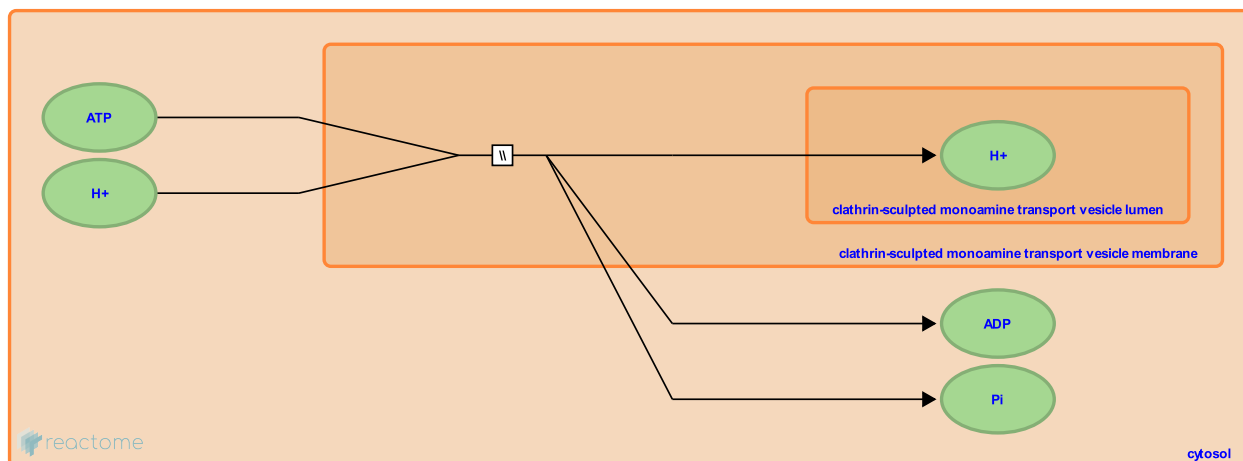 ATP
\\
H+
H+
clathrin-sculpted monoamine transport vesicle lumen
clathrin-sculpted monoamine transport vesicle membrane
ADP
Pi
reactome
cytosol